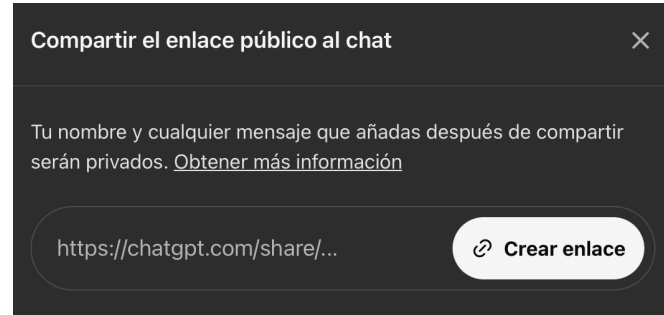 Compartir el enlace público al chat
Tu nombre y cualquier mensaje que añadas después de compartir
serán privados. Obtener más información
https://chatgpt.com/share/...
Crear enlace